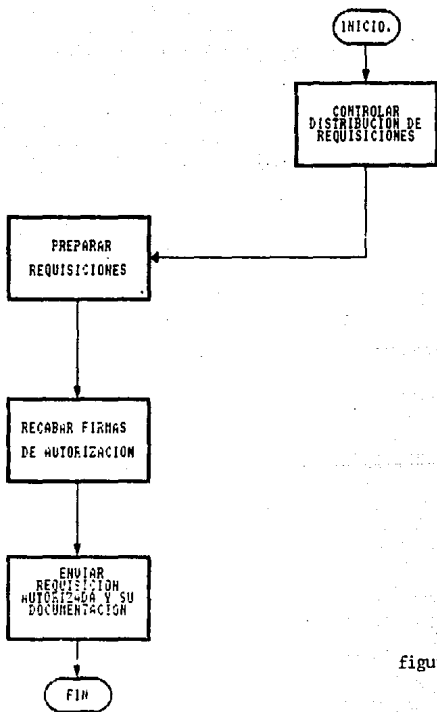 INICIO.
CONTROLAR
DISTRIBUCION DE
REQUISICIONES
PREPARAR
REQUISICIONES
RECABAR FIRMAS
DE AUTORIZACION
ENVIAR
REQUISICION
AUTORIZADA Y SU
DOCUMENTACION
FIN
figu